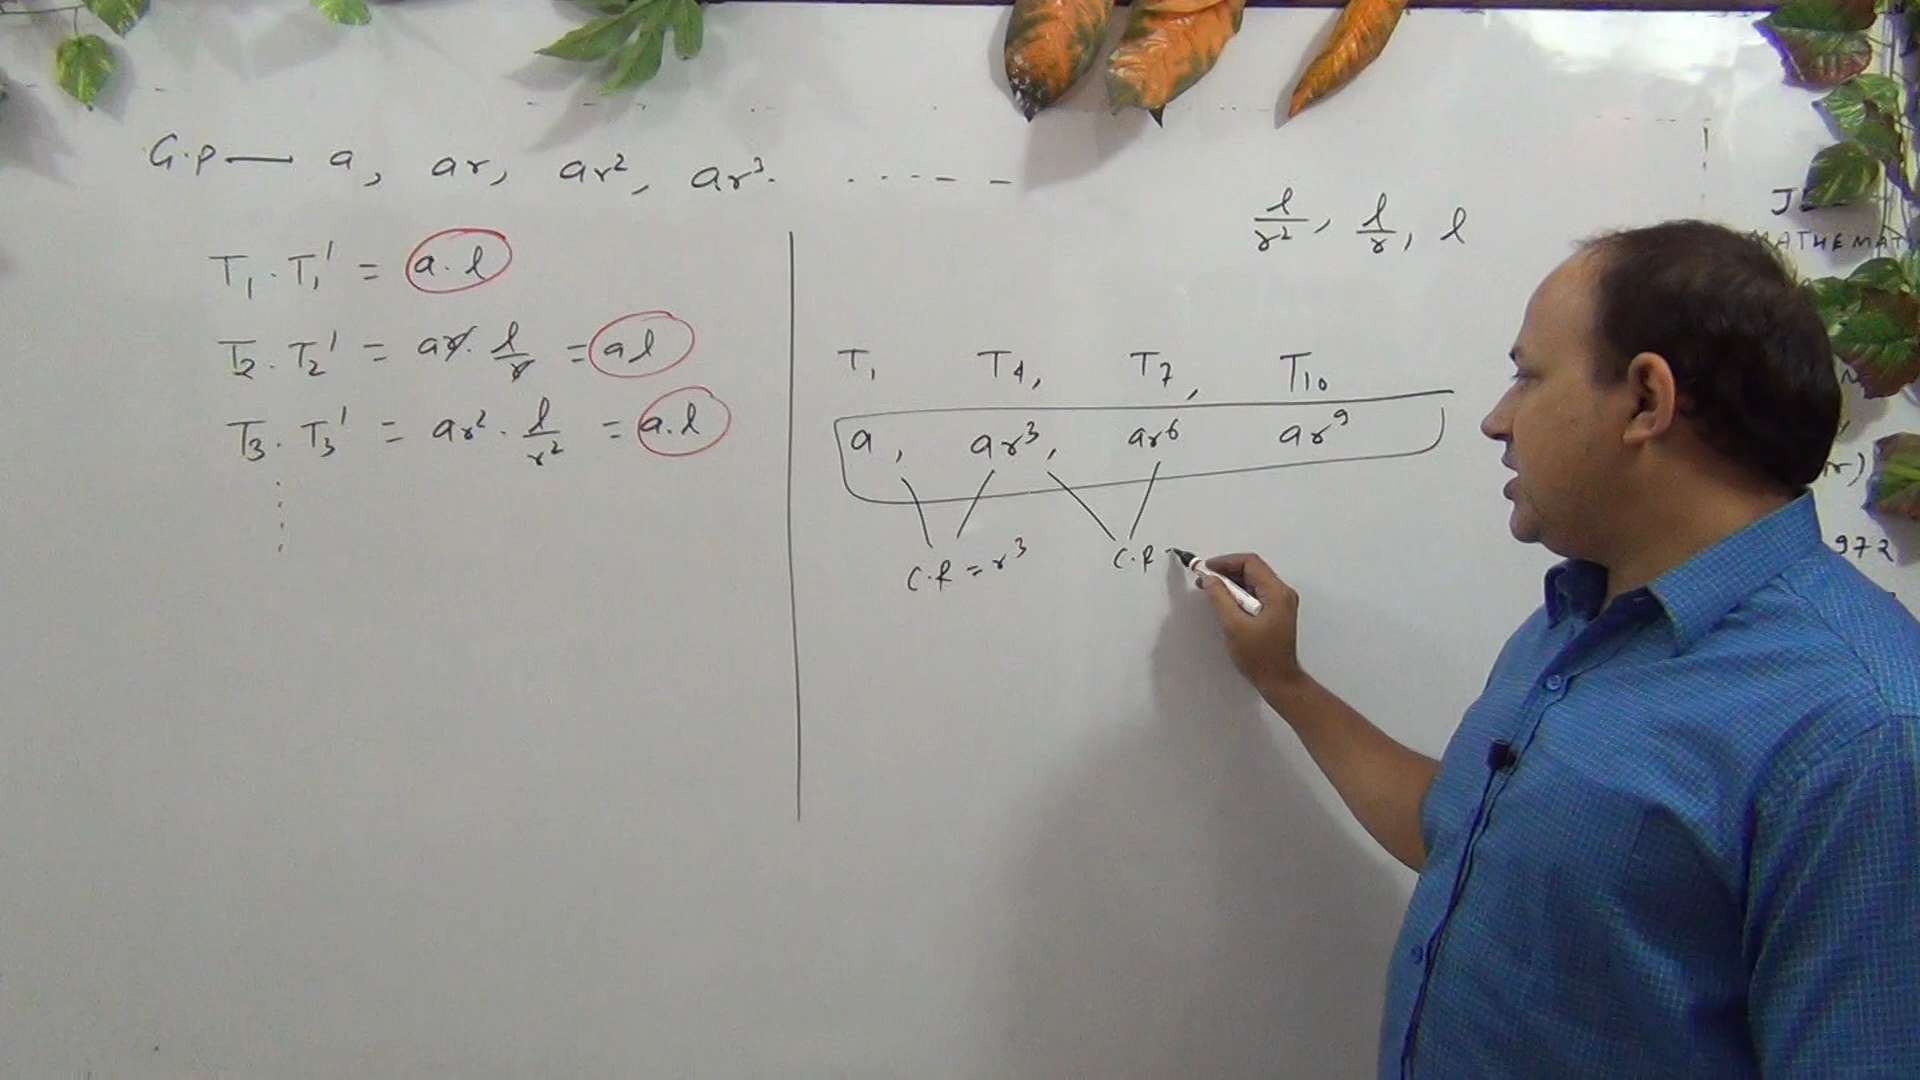 G.P — a, ar, ar², ar³. . - - - - -
l/r², l/r, l
T₁ . T₁' = a . l
T₂ . T₂' = ar . l/r = al
T₃ . T₃' = ar² . l/r² = a.l
T₁ T₄, T₇, T₁₀
a, ar³, ar⁶ ar⁹
C.R = r³ C.R =
972